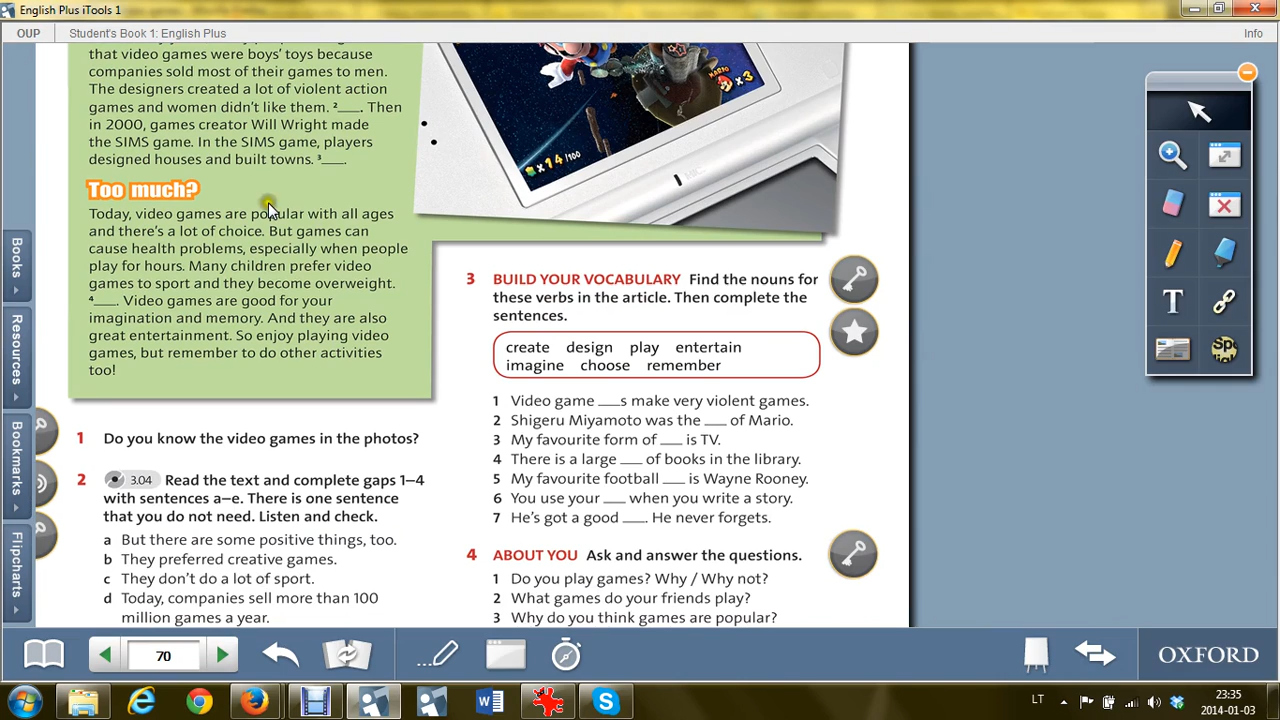 English Plus iTools 1
OUP Student's Book 1: English Plus Info
that video games were boys' toys because
companies sold most of their games to men.
The designers created a lot of violent action
games and women didn't like them. ²___. Then
in 2000, games creator Will Wright made
the SIMS game. In the SIMS game, players
designed houses and built towns. ³___.
Too much?
Today, video games are popular with all ages
and there's a lot of choice. But games can
cause health problems, especially when people
play for hours. Many children prefer video
games to sport and they become overweight.
⁴___. Video games are good for your
imagination and memory. And they are also
great entertainment. So enjoy playing video
games, but remember to do other activities
too!
MARIO
x 3
x 14/100
1 Do you know the video games in the photos?
2 3.04 Read the text and complete gaps 1–4
with sentences a–e. There is one sentence
that you do not need. Listen and check.
a But there are some positive things, too.
b They preferred creative games.
c They don't do a lot of sport.
d Today, companies sell more than 100
million games a year.
3 BUILD YOUR VOCABULARY Find the nouns for
these verbs in the article. Then complete the
sentences.
create design play entertain
imagine choose remember
1 Video game ___s make very violent games.
2 Shigeru Miyamoto was the ___ of Mario.
3 My favourite form of ___ is TV.
4 There is a large ___ of books in the library.
5 My favourite football ___ is Wayne Rooney.
6 You use your ___ when you write a story.
7 He's got a good ___. He never forgets.
4 ABOUT YOU Ask and answer the questions.
1 Do you play games? Why / Why not?
2 What games do your friends play?
3 Why do you think games are popular?
Books
Resources
Bookmarks
Flipcharts
T
Sp
70
OXFORD
LT
23:35
2014-01-03